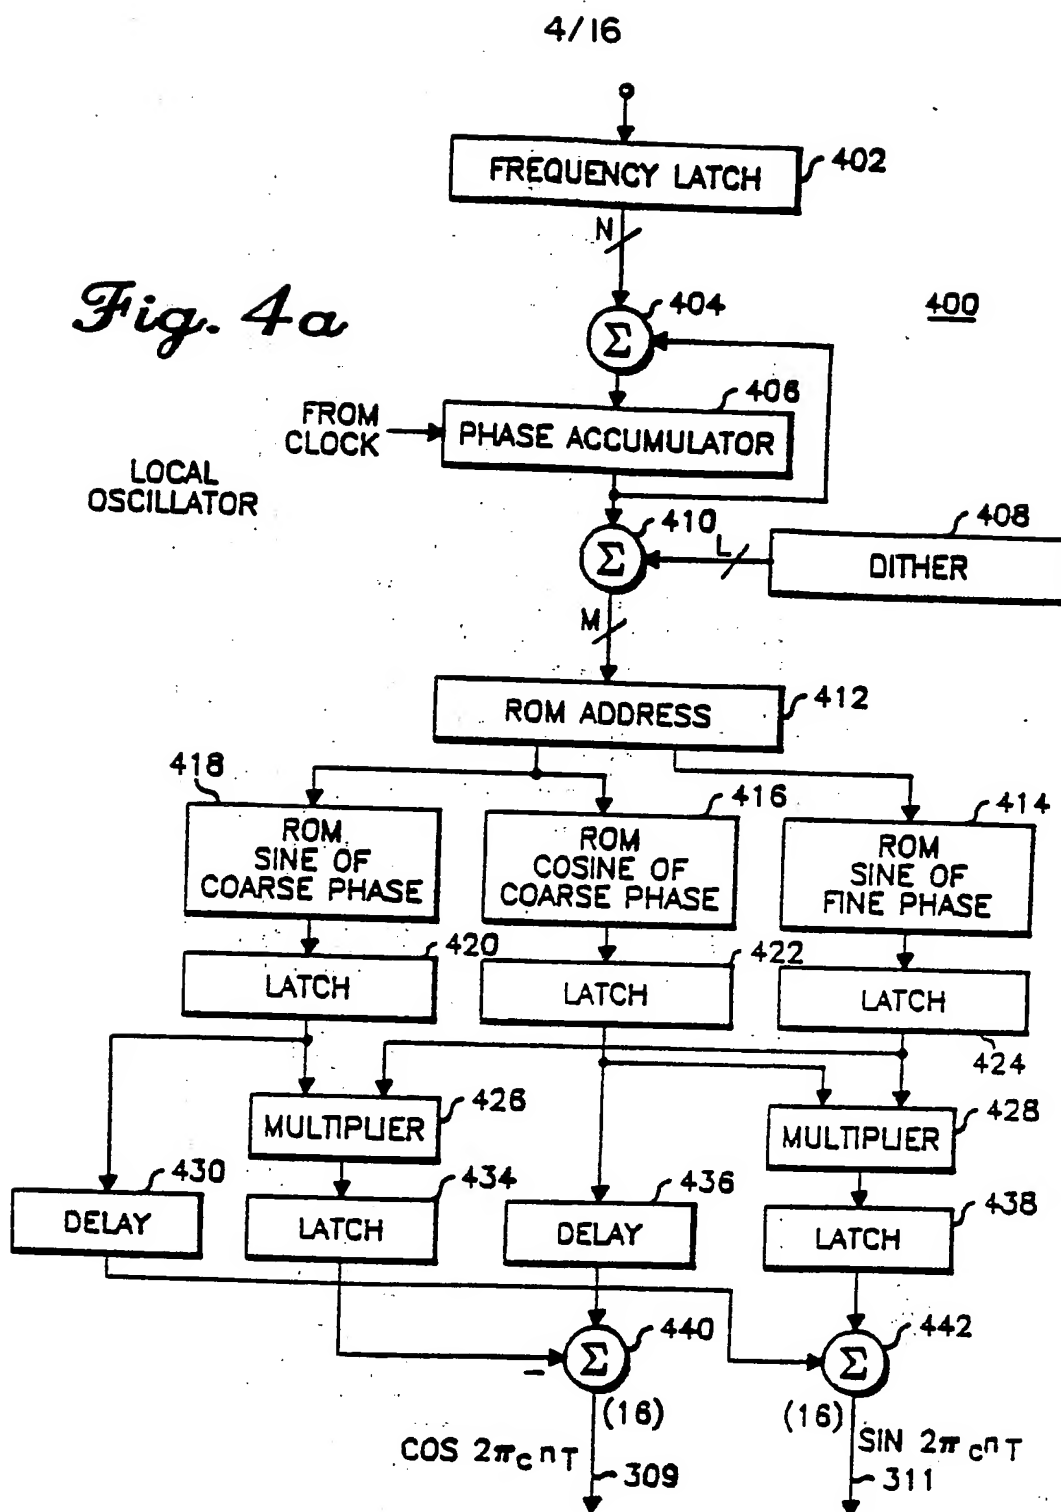 4/16
FREQUENCY LATCH
402
N
Fig. 4a
404
400
Σ
406
FROM
CLOCK
PHASE ACCUMULATOR
LOCAL
OSCILLATOR
410
408
Σ
L
DITHER
M
ROM ADDRESS
412
418
416
414
ROM
SINE OF
COARSE PHASE
ROM
COSINE OF
COARSE PHASE
ROM
SINE OF
FINE PHASE
420
422
LATCH
LATCH
LATCH
424
426
428
MULTIPLIER
MULTIPLIER
430
434
436
438
DELAY
LATCH
DELAY
LATCH
440
442
Σ
Σ
–
(16)
(16)
COS 2π c n T
SIN 2π c n T
309
311